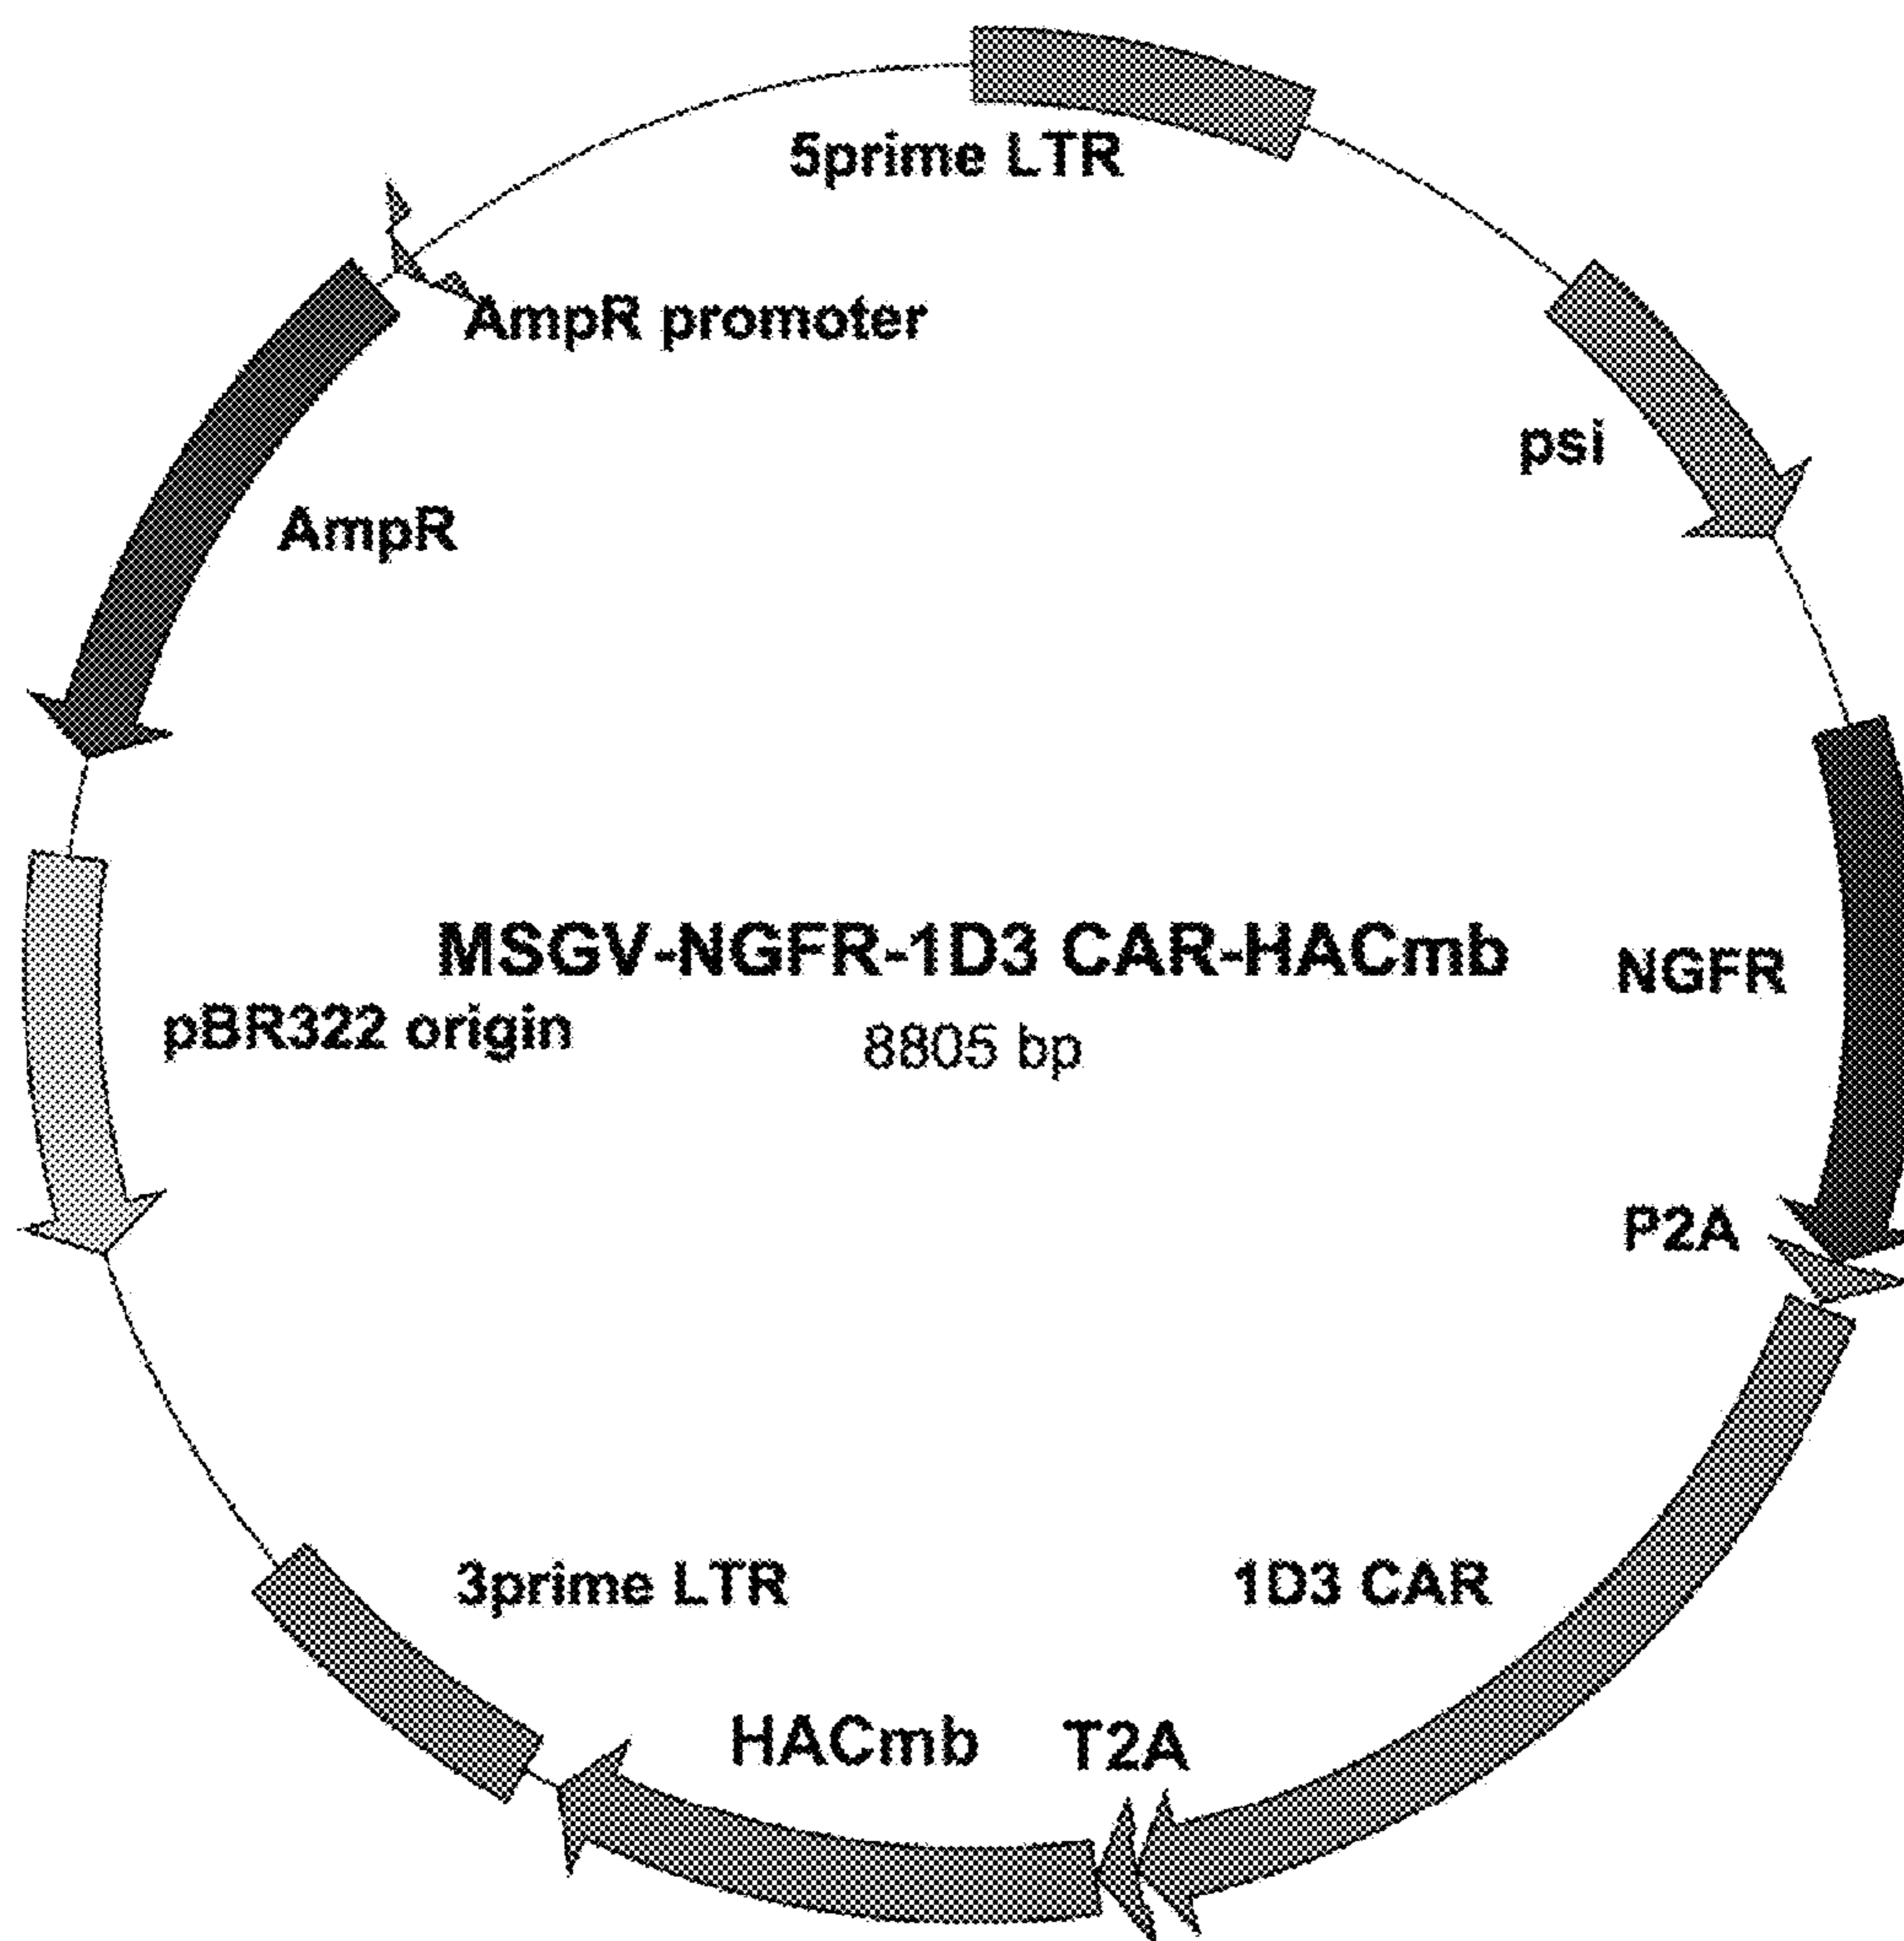 5prime LTR
AmpR promoter
psi
AmpR
MSGV-NGFR-1D3 CAR-HACmb
8805 bp
NGFR
pBR322 origin
P2A
3prime LTR
1D3 CAR
HACmb
T2A